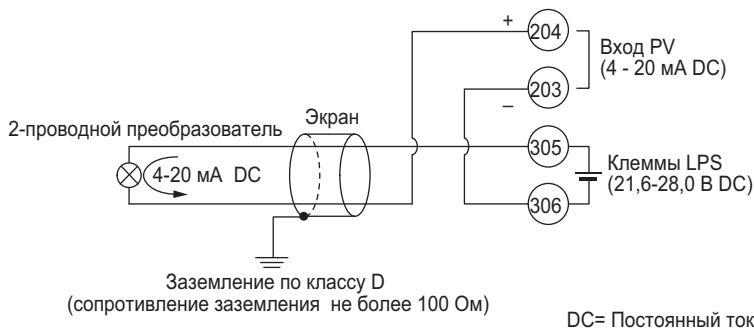 +
204
Вход PV
(4 - 20 мА DC)
203
–
Экран
2-проводной преобразователь
305
4-20 мА DC
Клеммы LPS
(21,6-28,0 В DC)
306
Заземление по классу D
(сопротивление заземления не более 100 Ом)
DC= Постоянный ток